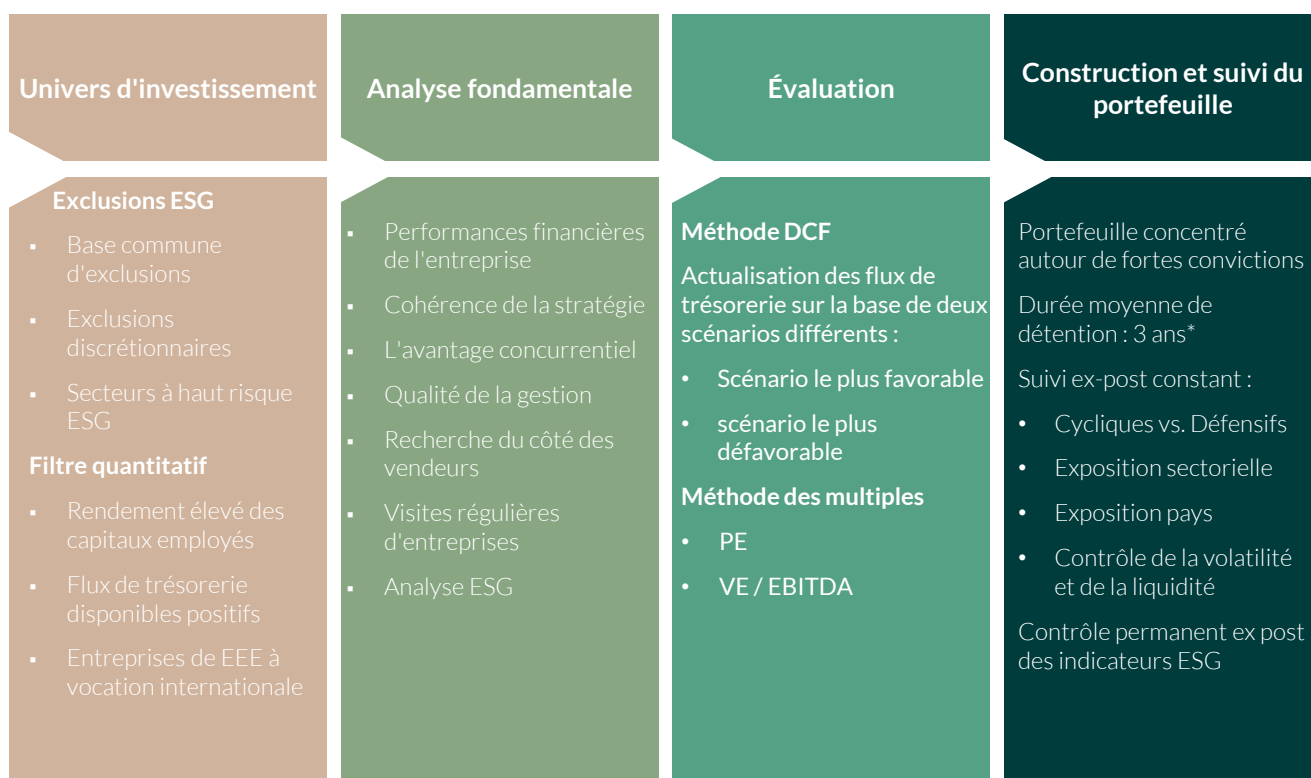 Univers d'investissement
Exclusions ESG
▪ Base commune
d'exclusions
▪ Exclusions
discrétionnaires
▪ Secteurs à haut risque
ESG
Filtre quantitatif
▪ Rendement élevé des
capitaux employés
▪ Flux de trésorerie
disponibles positifs
▪ Entreprises de EEE à
vocation internationale
Analyse fondamentale
▪ Performances financières
de l'entreprise
▪ Cohérence de la stratégie
▪ L'avantage concurrentiel
▪ Qualité de la gestion
▪ Recherche du côté des
vendeurs
▪ Visites régulières
d'entreprises
▪ Analyse ESG
Évaluation
Méthode DCF
Actualisation des flux de
trésorerie sur la base de deux
scénarios différents :
• Scénario le plus favorable
• scénario le plus
défavorable
Méthode des multiples
• PE
• VE / EBITDA
Construction et suivi du
portefeuille
Portefeuille concentré
autour de fortes convictions
Durée moyenne de
détention : 3 ans*
Suivi ex-post constant :
• Cycliques vs. Défensifs
• Exposition sectorielle
• Exposition pays
• Contrôle de la volatilité
et de la liquidité
Contrôle permanent ex post
des indicateurs ESG